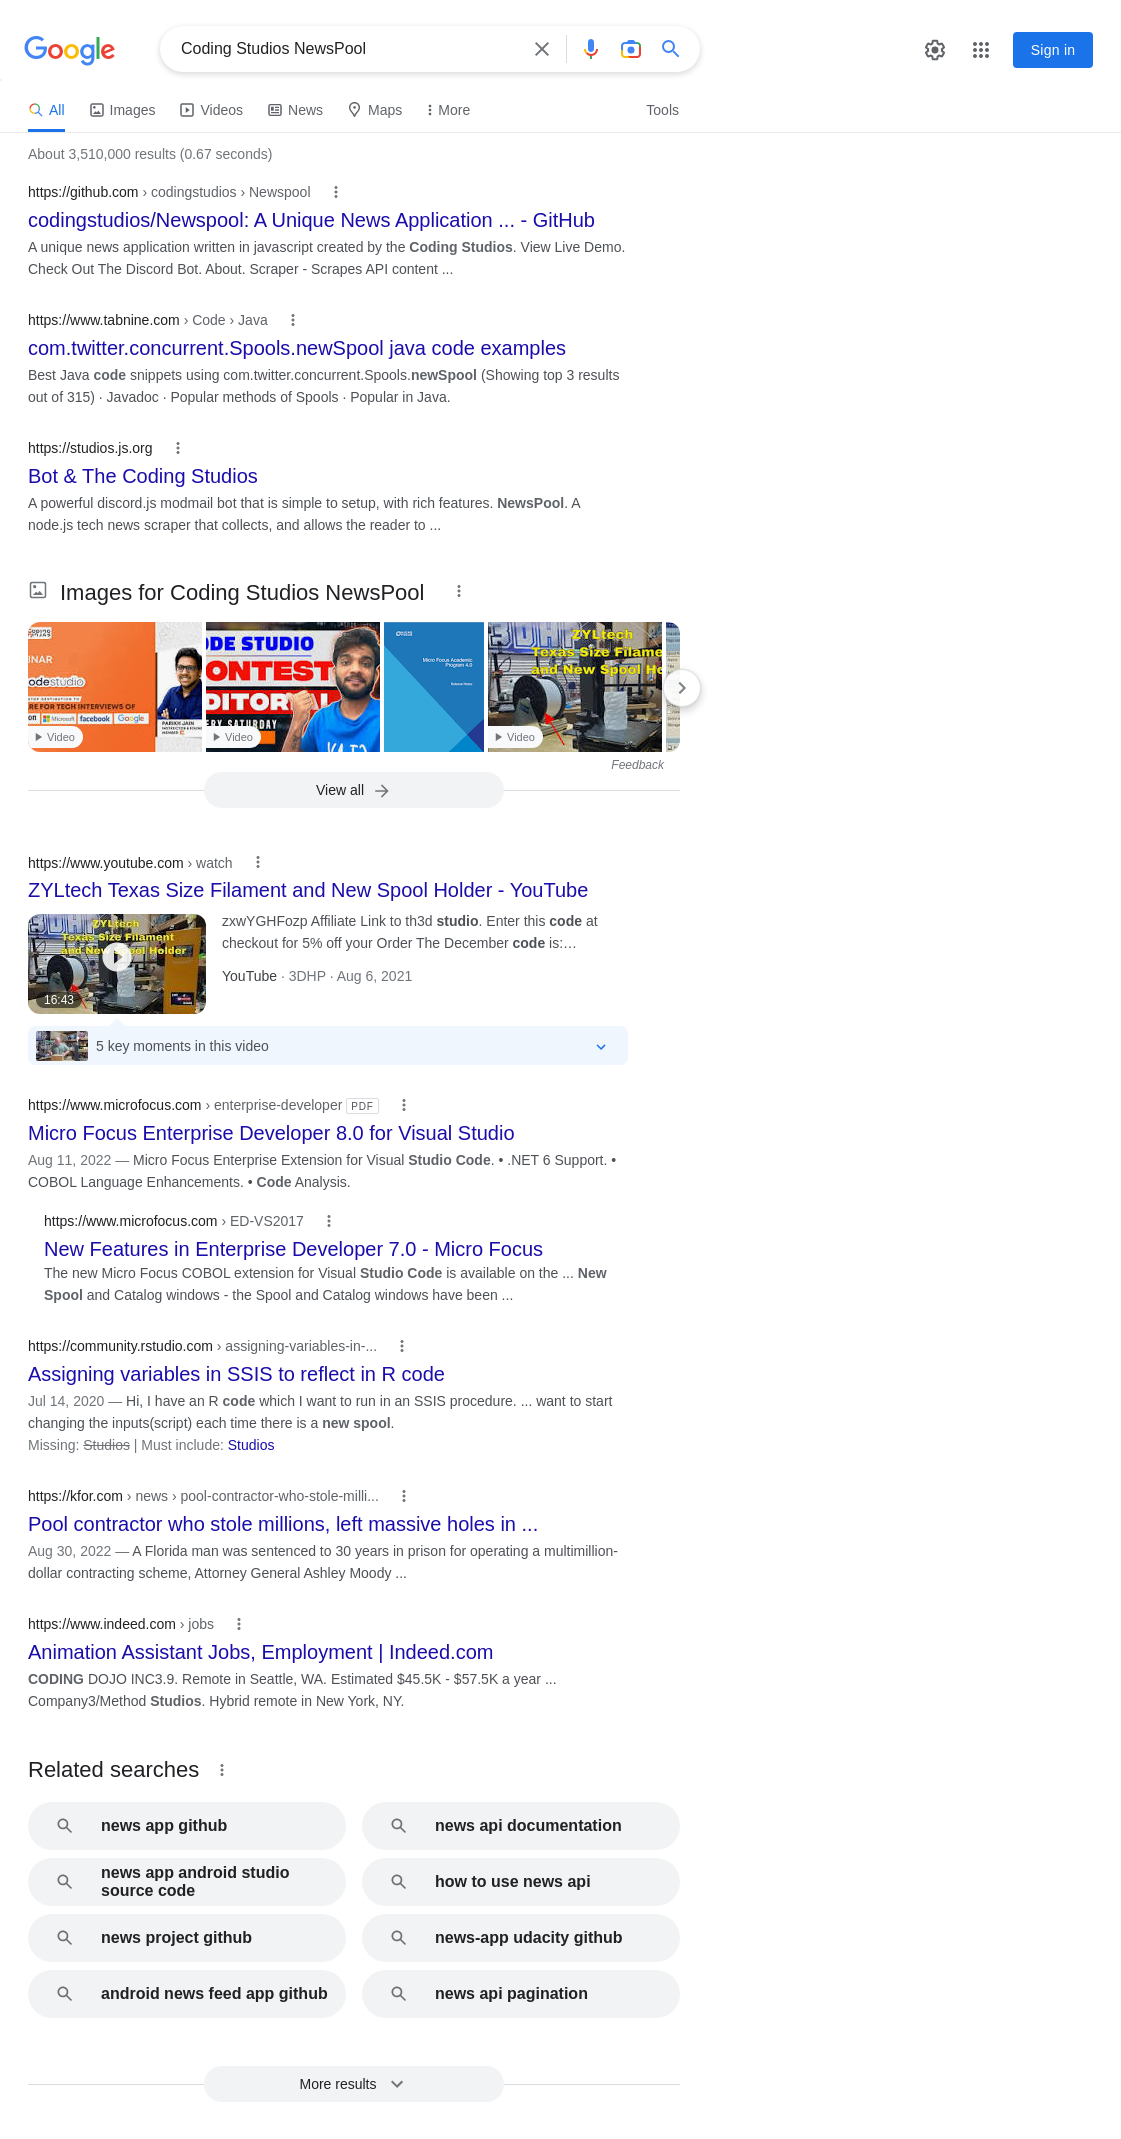 Google
Coding Studios NewsPool
Sign in
All
Images
Videos
News
Maps
More
Tools
About 3,510,000 results (0.67 seconds)
https://github.com › codingstudios › Newspool
codingstudios/Newspool: A Unique News Application ... - GitHub
A unique news application written in javascript created by the Coding Studios. View Live Demo.
Check Out The Discord Bot. About. Scraper - Scrapes API content ...
https://www.tabnine.com › Code › Java
com.twitter.concurrent.Spools.newSpool java code examples
Best Java code snippets using com.twitter.concurrent.Spools.newSpool (Showing top 3 results
out of 315) · Javadoc · Popular methods of Spools · Popular in Java.
https://studios.js.org
Bot & The Coding Studios
A powerful discord.js modmail bot that is simple to setup, with rich features. NewsPool. A
node.js tech news scraper that collects, and allows the reader to ...
Images for Coding Studios NewsPool
INAR
odestudio
RE FOR TECH INTERVIEWS OF
on Microsoft facebook Google
PARIKH JAIN
Video
ODE STUDIO
ONTEST
DITORIAL
ERY SATURDAY
Video
Micro Focus Academic
Program 4.0
Release Notes
ZYLtech
Texas Size Filame
and New Spool Ho
Video
Feedback
View all
https://www.youtube.com › watch
ZYLtech Texas Size Filament and New Spool Holder - YouTube
ZYLtech
Texas Size Filament
and New Spool Holder
16:43
zxwYGHFozp Affiliate Link to th3d studio. Enter this code at
checkout for 5% off your Order The December code is:…
YouTube · 3DHP · Aug 6, 2021
5 key moments in this video
https://www.microfocus.com › enterprise-developer PDF
Micro Focus Enterprise Developer 8.0 for Visual Studio
Aug 11, 2022 — Micro Focus Enterprise Extension for Visual Studio Code. • .NET 6 Support. •
COBOL Language Enhancements. • Code Analysis.
https://www.microfocus.com › ED-VS2017
New Features in Enterprise Developer 7.0 - Micro Focus
The new Micro Focus COBOL extension for Visual Studio Code is available on the ... New
Spool and Catalog windows - the Spool and Catalog windows have been ...
https://community.rstudio.com › assigning-variables-in-...
Assigning variables in SSIS to reflect in R code
Jul 14, 2020 — Hi, I have an R code which I want to run in an SSIS procedure. ... want to start
changing the inputs(script) each time there is a new spool.
Missing: Studios | Must include: Studios
https://kfor.com › news › pool-contractor-who-stole-milli...
Pool contractor who stole millions, left massive holes in ...
Aug 30, 2022 — A Florida man was sentenced to 30 years in prison for operating a multimillion-
dollar contracting scheme, Attorney General Ashley Moody ...
https://www.indeed.com › jobs
Animation Assistant Jobs, Employment | Indeed.com
CODING DOJO INC3.9. Remote in Seattle, WA. Estimated $45.5K - $57.5K a year ...
Company3/Method Studios. Hybrid remote in New York, NY.
Related searches
news app github
news api documentation
news app android studio
source code
how to use news api
news project github
news-app udacity github
android news feed app github
news api pagination
More results